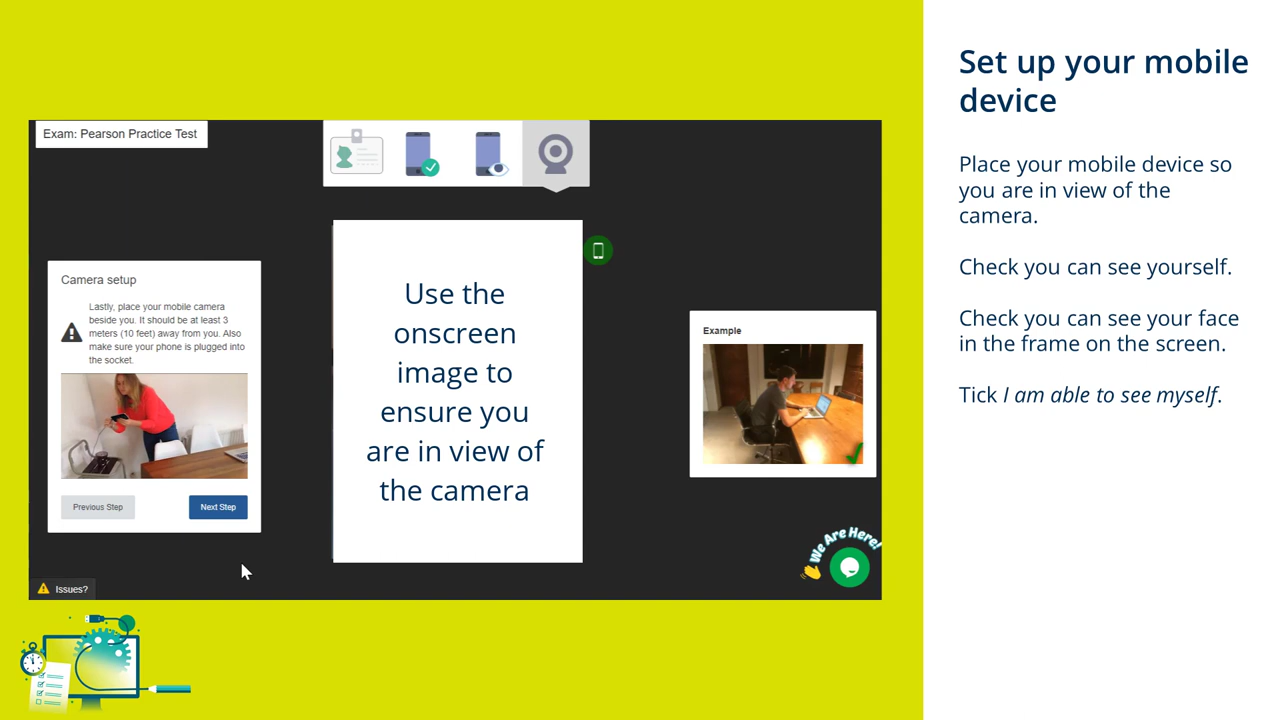 Exam: Pearson Practice Test
Camera setup
Lastly, place your mobile camera
beside you. It should be at least 3
meters (10 feet) away from you. Also
make sure your phone is plugged into
the socket.
Previous Step
Next Step
Issues?
Use the
onscreen
image to
ensure you
are in view of
the camera
Example
We Are Here!
Set up your mobile
device
Place your mobile device so
you are in view of the
camera.
Check you can see yourself.
Check you can see your face
in the frame on the screen.
Tick I am able to see myself.